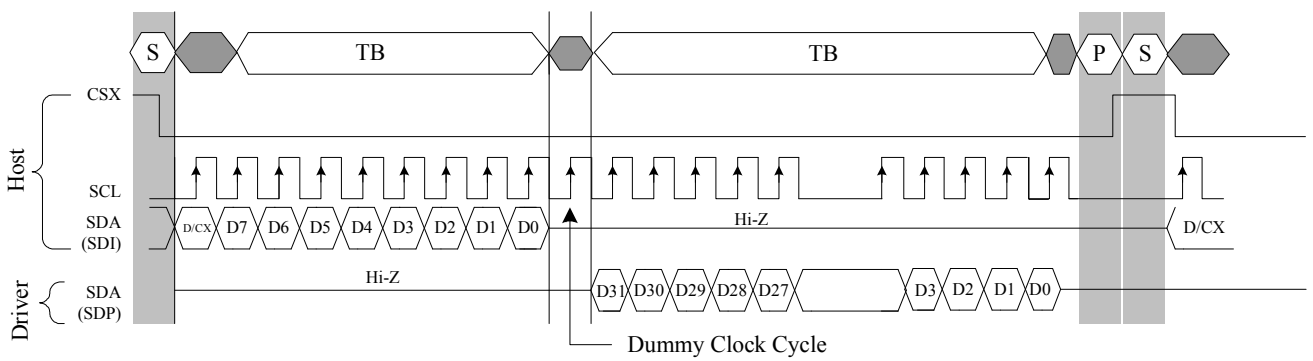 S TB TB P S
CSX
Host
SCL
SDA
(SDI)
D/CX D7 D6 D5 D4 D3 D2 D1 D0 Hi-Z D/CX
Driver
SDA
(SDP)
Hi-Z D31 D30 D29 D28 D27 D3 D2 D1 D0
Dummy Clock Cycle